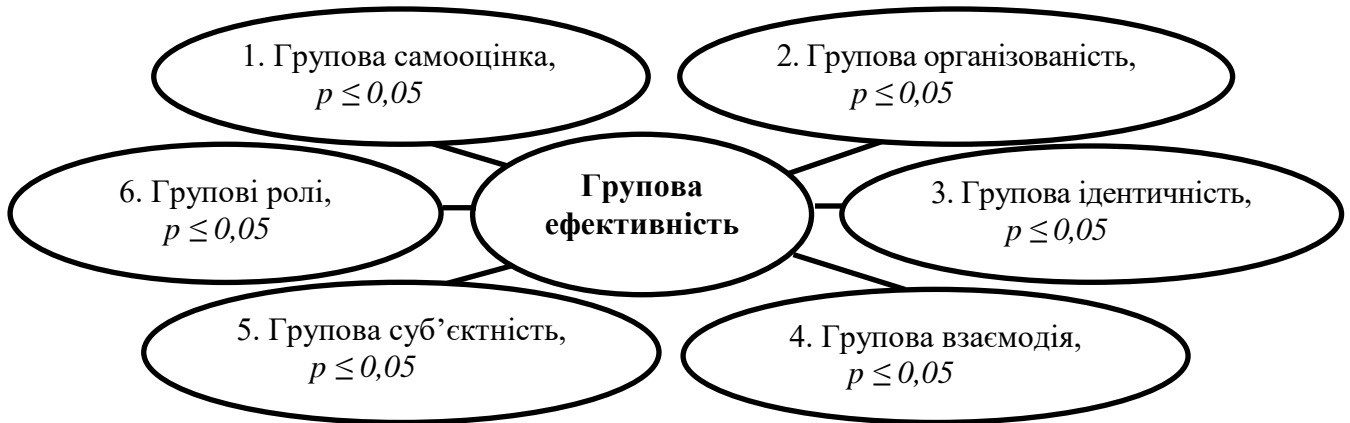 1. Групова самооцінка,
p ≤ 0,05
2. Групова організованість,
p ≤ 0,05
6. Групові ролі,
p ≤ 0,05
Групова
ефективність
3. Групова ідентичність,
p ≤ 0,05
5. Групова суб’єктність,
p ≤ 0,05
4. Групова взаємодія,
p ≤ 0,05